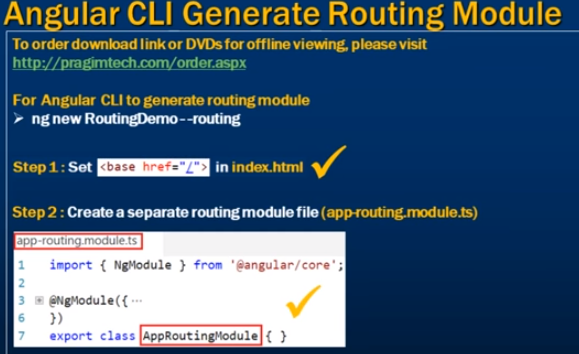 Angular CLI Generate Routing Module
To order download link or DVDs for offline viewing, please visit
http://pragimtech.com/order.aspx
For Angular CLI to generate routing module
➢ ng new RoutingDemo --routing
Step 1 : Set <base href="/"> in index.html
Step 2 : Create a separate routing module file (app-routing.module.ts)
app-routing.module.ts
1 import { NgModule } from '@angular/core';
2
3 @NgModule({ ...
6 })
7 export class AppRoutingModule { }